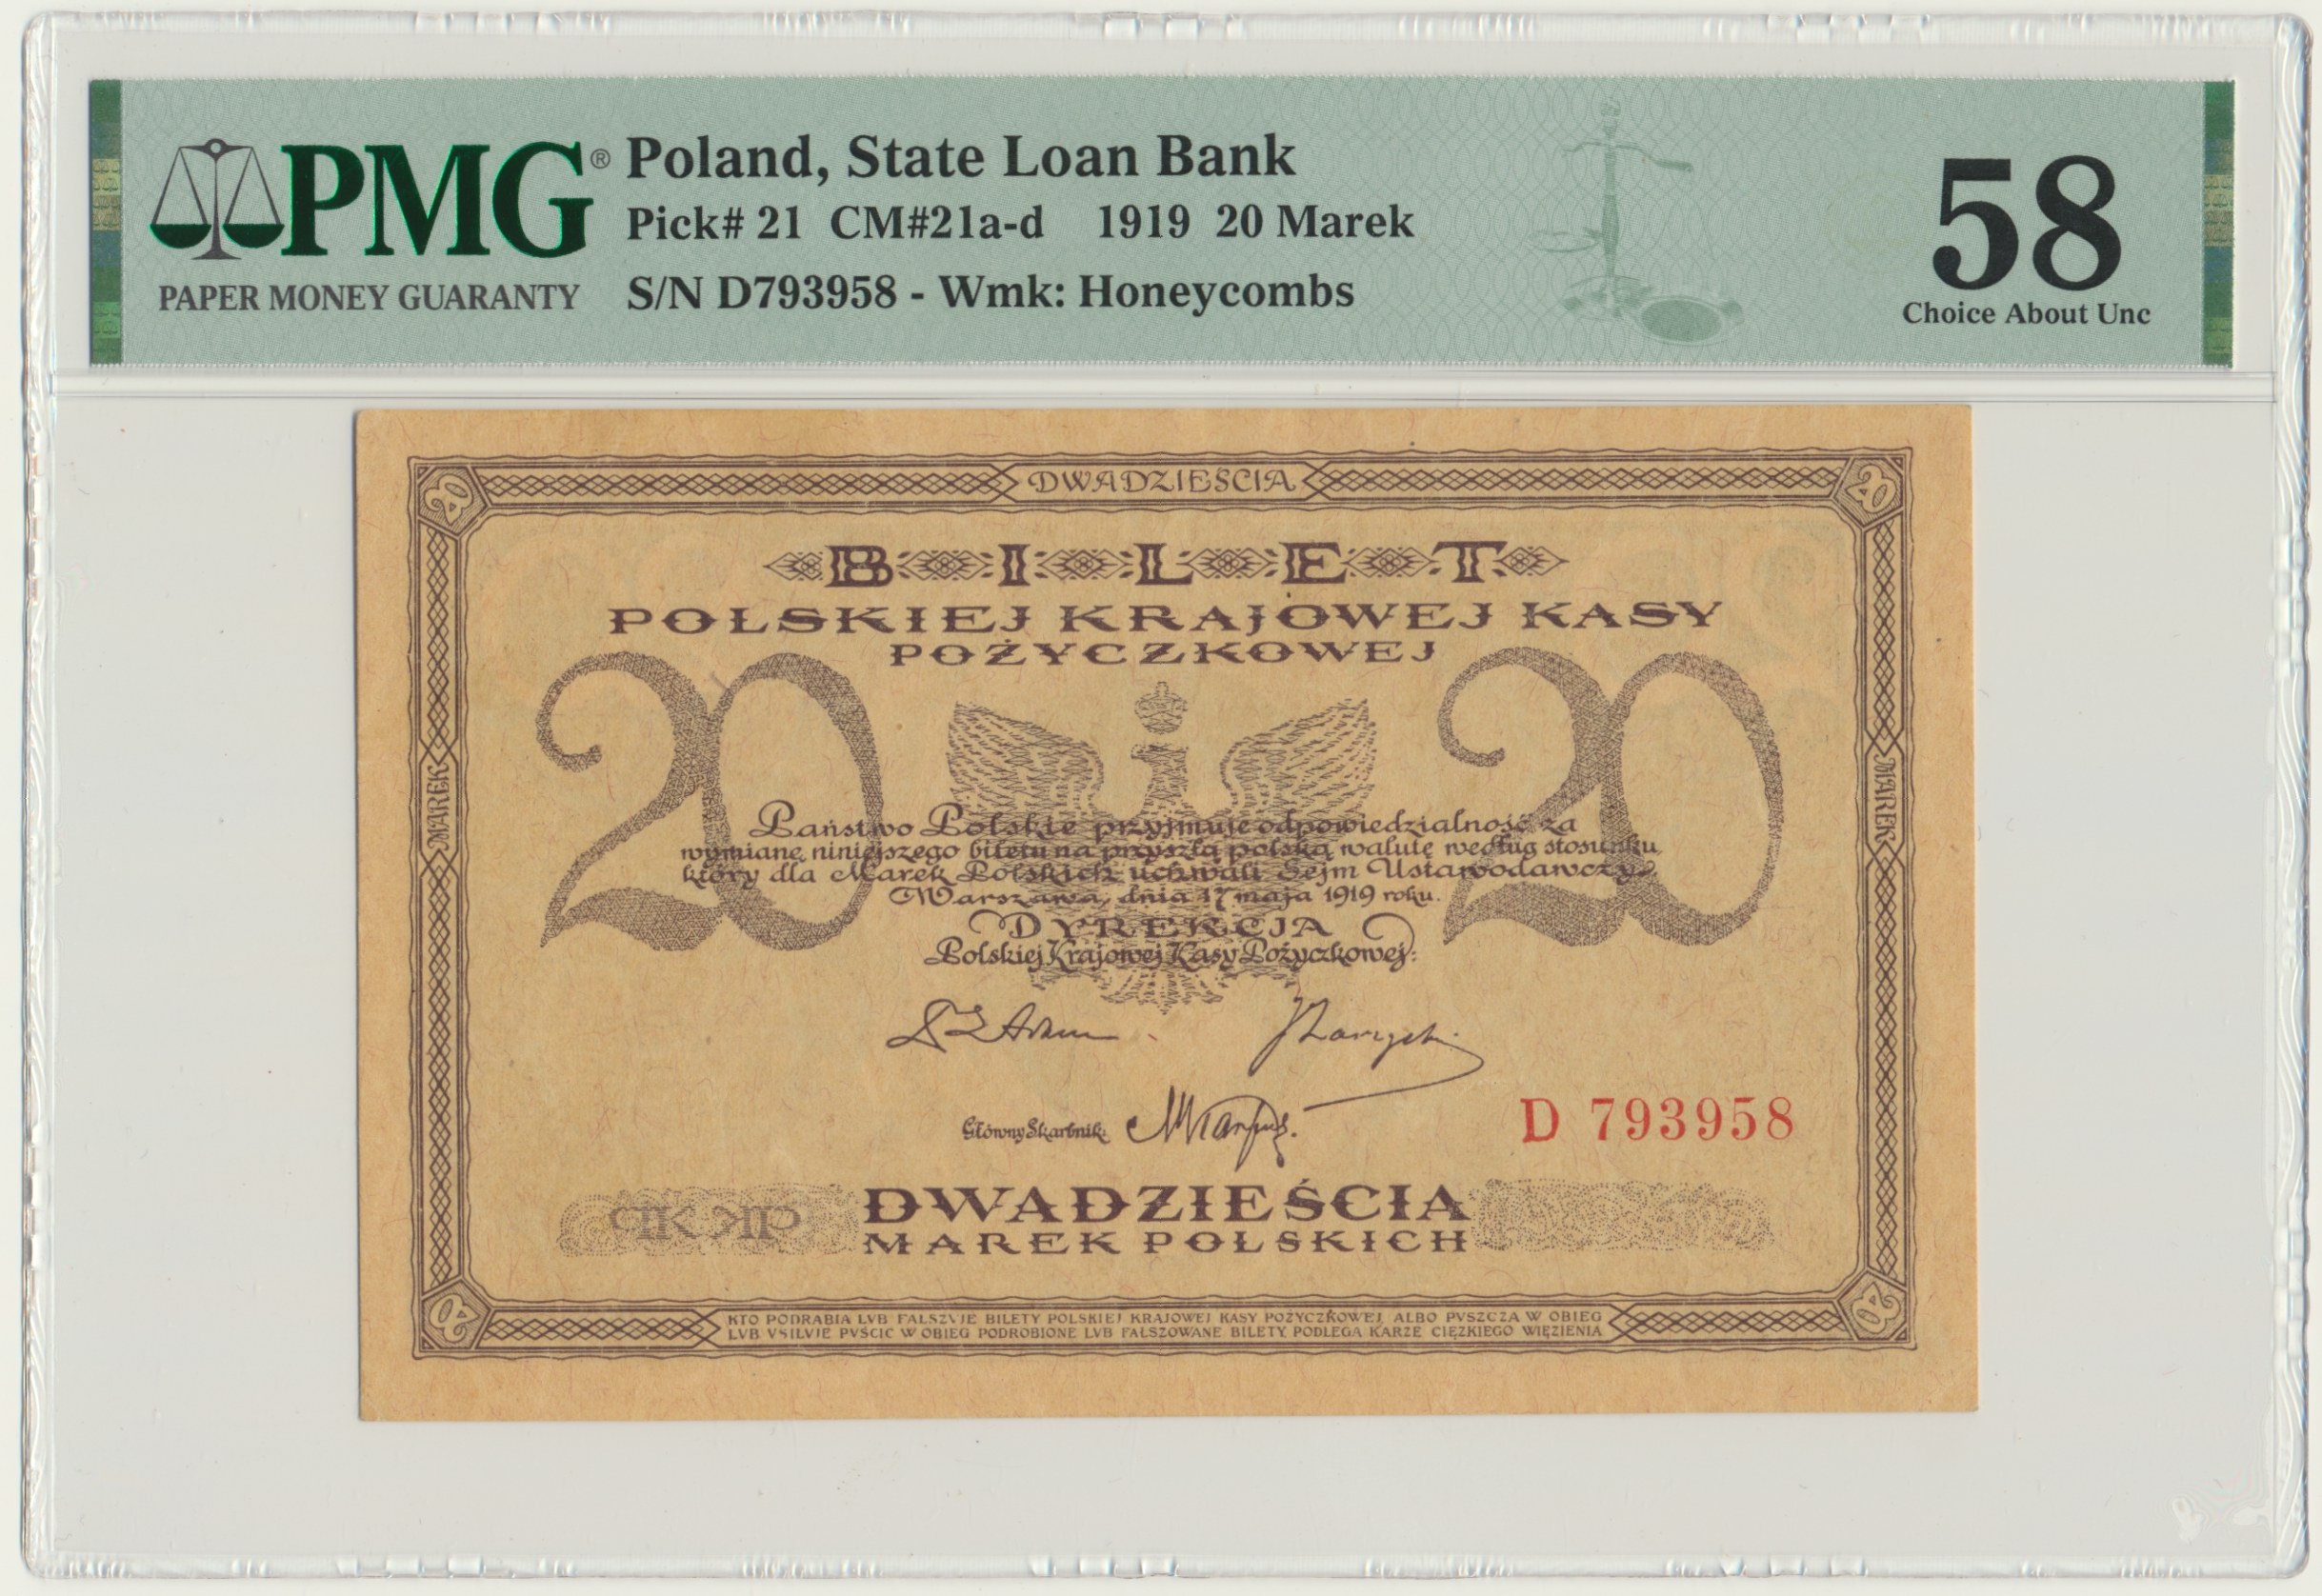 PMG®
PAPER MONEY GUARANTY
Poland, State Loan Bank
Pick# 21 CM#21a-d 1919 20 Marek
S/N D793958 - Wmk: Honeycombs
58
Choice About Unc
20 DWADZIEŚCIA 20
BILET
POLSKIEJ KRAJOWEJ KASY
POŻYCZKOWEJ
20 20
MAREK MAREK
Państwo Polskie przyjmuje odpowiedzialność za
wymianę niniejszego biletu na przyszłą polską walutę według stosunku,
który dla Marek Polskich uchwali Sejm Ustawodawczy.
Warszawa, dnia 17 maja 1919 roku.
DYREKCJA
Polskiej Krajowej Kasy Pożyczkowej:
Główny Skarbnik:
D 793958
DWADZIEŚCIA
MAREK POLSKICH
20 20
KTO PODRABIA LVB FAŁSZVJE BILETY POLSKIEJ KRAJOWEJ KASY POŻYCZKOWEJ, ALBO PVSZCZA W OBIEG
LVB VSIŁVJE PVŚCIĆ W OBIEG PODROBIONE LVB FAŁSZOWANE BILETY PODLEGA KARZE CIĘŻKIEGO WIĘZIENIA